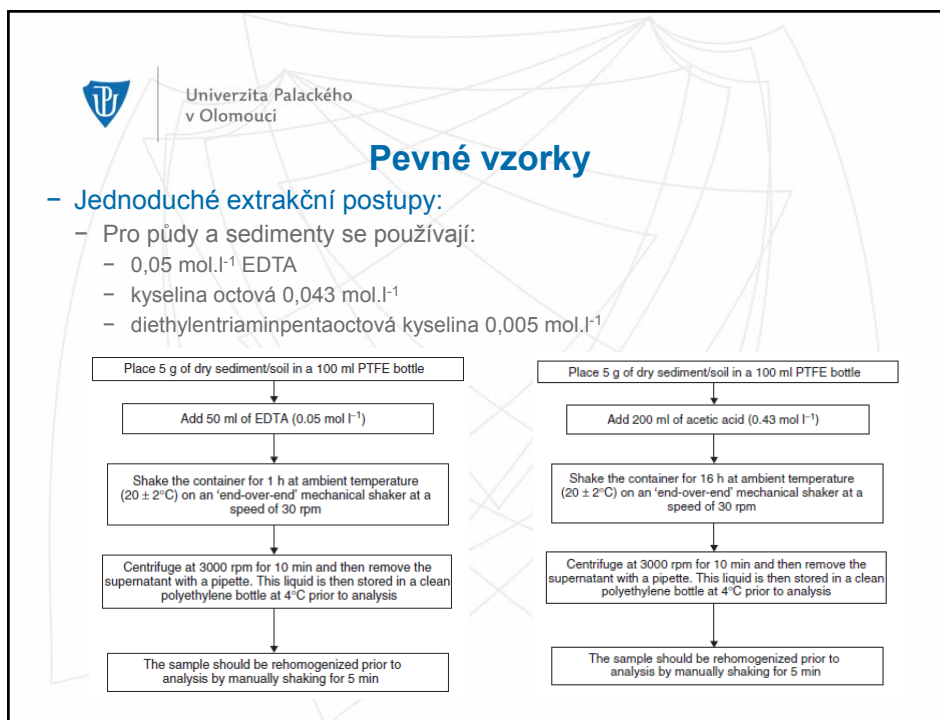 Univerzita Palackého
v Olomouci
Pevné vzorky
− Jednoduché extrakční postupy:
− Pro půdy a sedimenty se používají:
− 0,05 mol.l⁻¹ EDTA
− kyselina octová 0,043 mol.l⁻¹
− diethylentriaminpentaoctová kyselina 0,005 mol.l⁻¹
Place 5 g of dry sediment/soil in a 100 ml PTFE bottle
Add 50 ml of EDTA (0.05 mol l⁻¹)
Shake the container for 1 h at ambient temperature
(20 ± 2°C) on an ‘end-over-end’ mechanical shaker at a
speed of 30 rpm
Centrifuge at 3000 rpm for 10 min and then remove the
supernatant with a pipette. This liquid is then stored in a clean
polyethylene bottle at 4°C prior to analysis
The sample should be rehomogenized prior to
analysis by manually shaking for 5 min
Place 5 g of dry sediment/soil in a 100 ml PTFE bottle
Add 200 ml of acetic acid (0.43 mol l⁻¹)
Shake the container for 16 h at ambient temperature
(20 ± 2°C) on an ‘end-over-end’ mechanical shaker at a
speed of 30 rpm
Centrifuge at 3000 rpm for 10 min and then remove the
supernatant with a pipette. This liquid is then stored in a clean
polyethylene bottle at 4°C prior to analysis
The sample should be rehomogenized prior to
analysis by manually shaking for 5 min